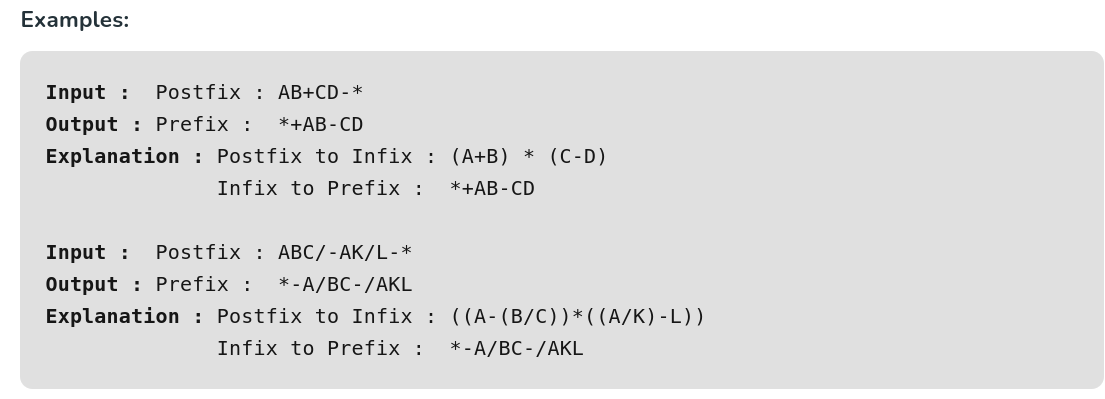 Examples:
Input :  Postfix : AB+CD-*
Output : Prefix :  *+AB-CD
Explanation : Postfix to Infix : (A+B) * (C-D)
              Infix to Prefix :  *+AB-CD
Input :  Postfix : ABC/-AK/L-*
Output : Prefix :  *-A/BC-/AKL
Explanation : Postfix to Infix : ((A-(B/C))*((A/K)-L))
              Infix to Prefix :  *-A/BC-/AKL